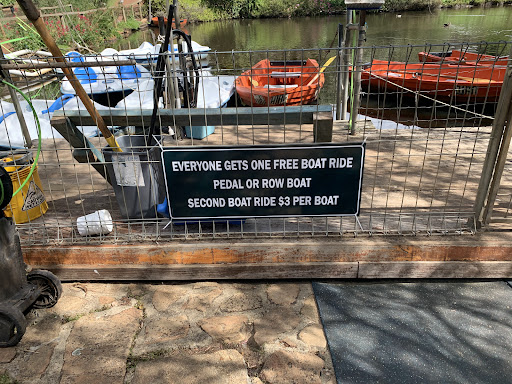 EVERYONE GETS ONE FREE BOAT RIDE
PEDAL OR ROW BOAT
SECOND BOAT RIDE $3 PER BOAT